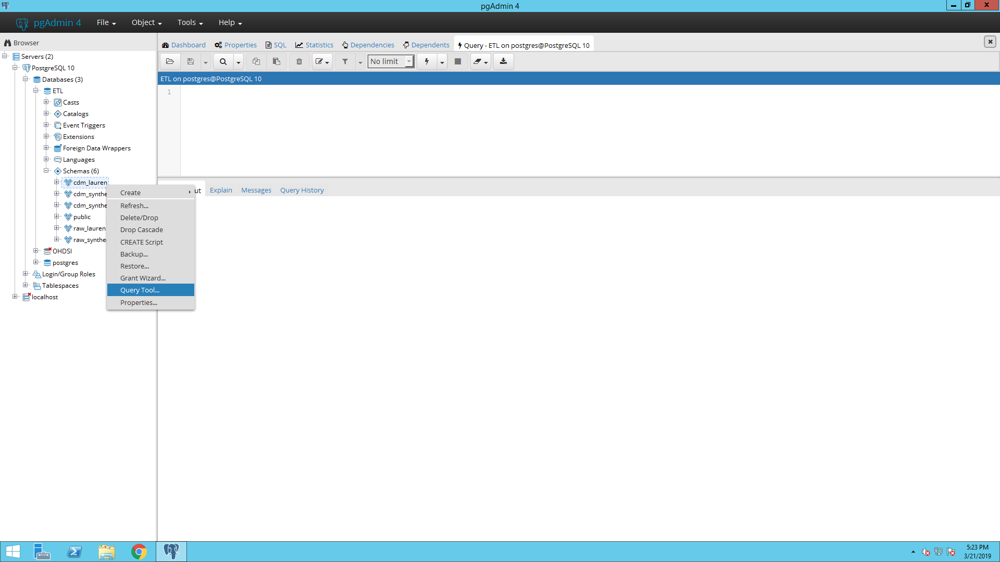 pgAdmin 4
pgAdmin 4 File Object Tools Help
Browser
Dashboard Properties SQL Statistics Dependencies Dependents Query - ETL on postgres@PostgreSQL 10
No limit
ETL on postgres@PostgreSQL 10
1
Servers (2)
PostgreSQL 10
Databases (3)
ETL
Casts
Catalogs
Event Triggers
Extensions
Foreign Data Wrappers
Languages
Schemas (6)
cdm_lauren
cdm_synthe
cdm_synthe
public
raw_lauren
raw_synthe
OHDSI
postgres
Login/Group Roles
Tablespaces
localhost
Create
Refresh...
Delete/Drop
Drop Cascade
CREATE Script
Backup...
Restore...
Grant Wizard...
Query Tool...
Properties...
ut Explain Messages Query History
5:23 PM
3/21/2019